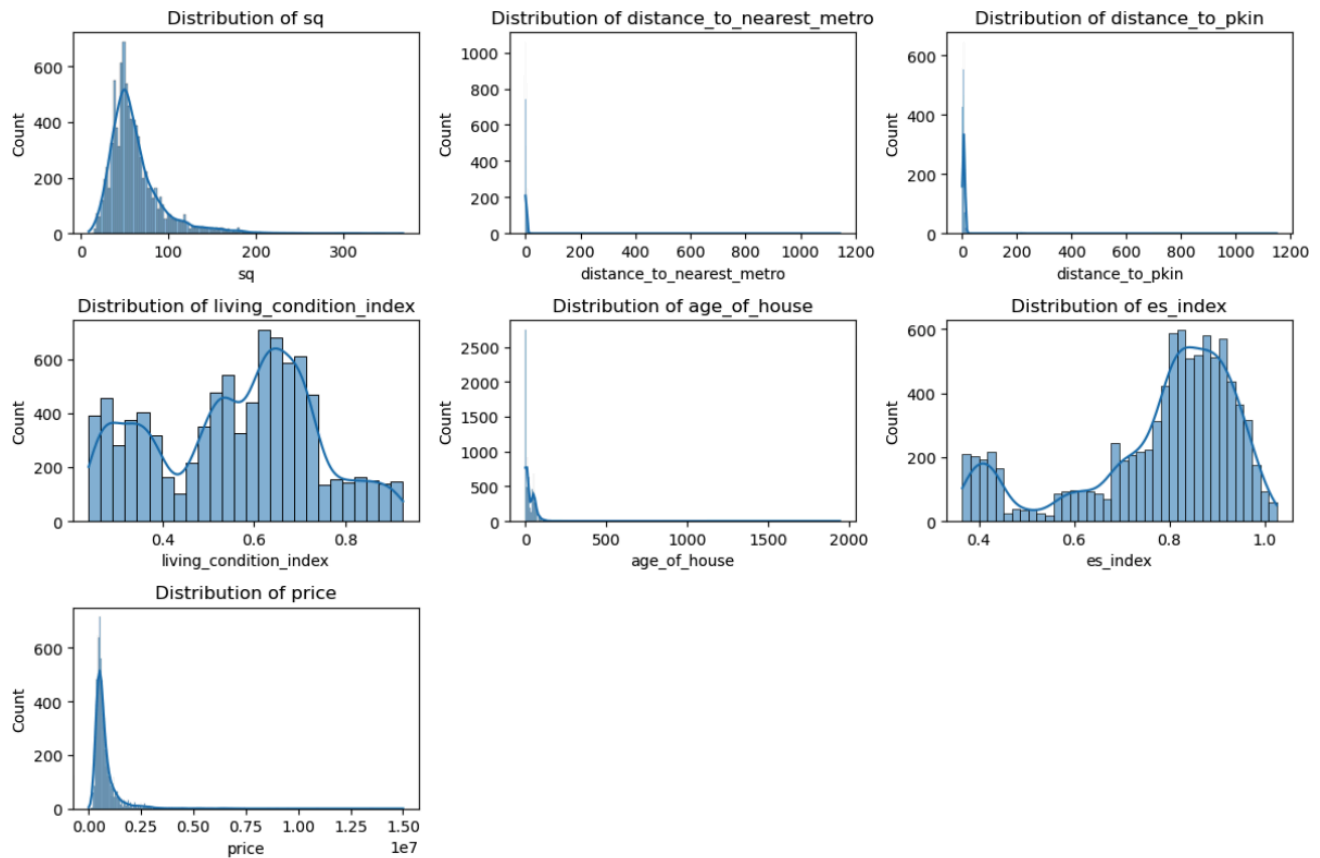 Distribution of sq
600
400
200
0
Count
0 100 200 300
sq
Distribution of distance_to_nearest_metro
1000
800
600
400
200
0
Count
0 200 400 600 800 1000 1200
distance_to_nearest_metro
Distribution of distance_to_pkin
600
400
200
0
Count
0 200 400 600 800 1000 1200
distance_to_pkin
Distribution of living_condition_index
600
400
200
0
Count
0.4 0.6 0.8
living_condition_index
Distribution of age_of_house
2500
2000
1500
1000
500
0
Count
0 500 1000 1500 2000
age_of_house
Distribution of es_index
600
500
400
300
200
100
0
Count
0.4 0.6 0.8 1.0
es_index
Distribution of price
600
400
200
0
Count
0.00 0.25 0.50 0.75 1.00 1.25 1.50
1e7
price